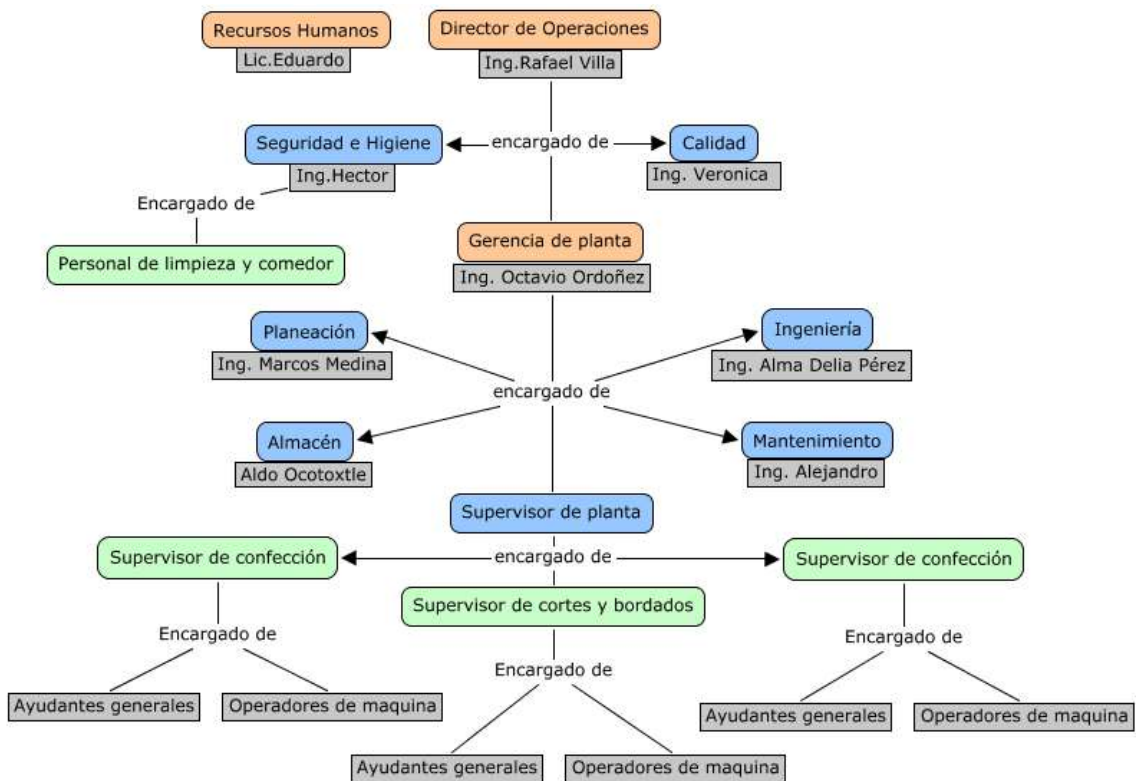 Recursos Humanos
Lic.Eduardo
Director de Operaciones
Ing.Rafael Villa
encargado de
Seguridad e Higiene
Ing.Hector
Calidad
Ing. Veronica
Encargado de
Personal de limpieza y comedor
Gerencia de planta
Ing. Octavio Ordoñez
Planeación
Ing. Marcos Medina
Ingeniería
Ing. Alma Delia Pérez
encargado de
Almacén
Aldo Ocotoxtle
Mantenimiento
Ing. Alejandro
Supervisor de planta
encargado de
Supervisor de confección
Supervisor de cortes y bordados
Supervisor de confección
Encargado de
Ayudantes generales
Operadores de maquina
Encargado de
Ayudantes generales
Operadores de maquina
Encargado de
Ayudantes generales
Operadores de maquina